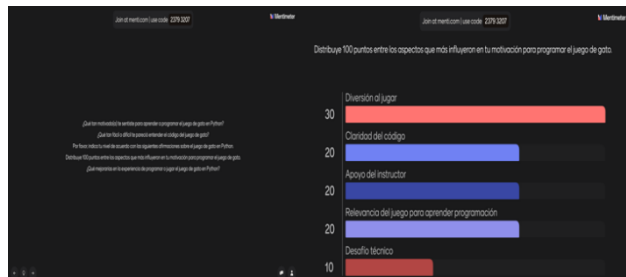 Join at menti.com | use code 2379 3207
Mentimeter
¿Qué tan motivado(a) te sentiste para aprender a programar el juego de gato en Python?
¿Qué tan fácil o difícil te pareció entender el código del juego de gato?
Por favor, indica tu nivel de acuerdo con las siguientes afirmaciones sobre el juego de gato en Python:
Distribuye 100 puntos entre los aspectos que más influyeron en tu motivación para programar el juego de gato.
¿Qué mejorarías en la experiencia de programar o jugar el juego de gato en Python?
Join at menti.com | use code 2379 3207
Mentimeter
Distribuye 100 puntos entre los aspectos que más influyeron en tu motivación para programar el juego de gato.
Diversión al jugar
30
Claridad del código
20
Apoyo del instructor
20
Relevancia del juego para aprender programación
20
Desafío técnico
10